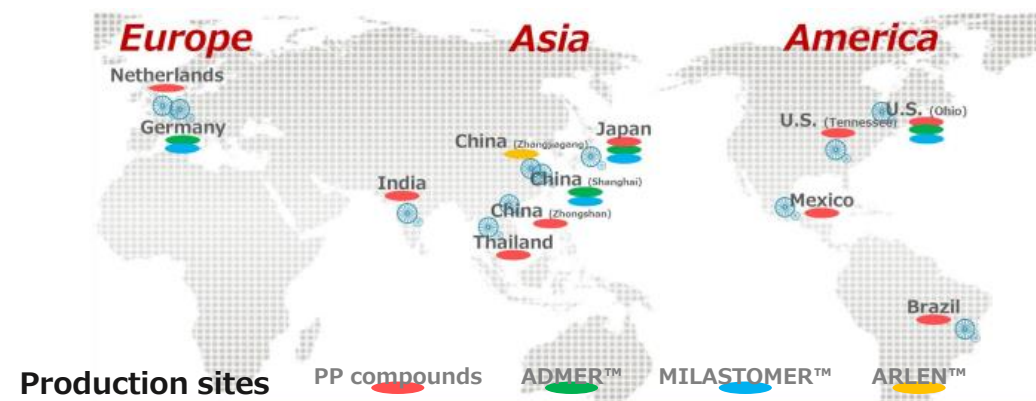 Europe
Asia
America
Netherlands
Germany
China (Zhangjiagang)
Japan
U.S. (Tennessee)
U.S. (Ohio)
India
China (Shanghai)
China (Zhongshan)
Thailand
Mexico
Brazil
Production sites
PP compounds
ADMER™
MILASTOMER™
ARLEN™